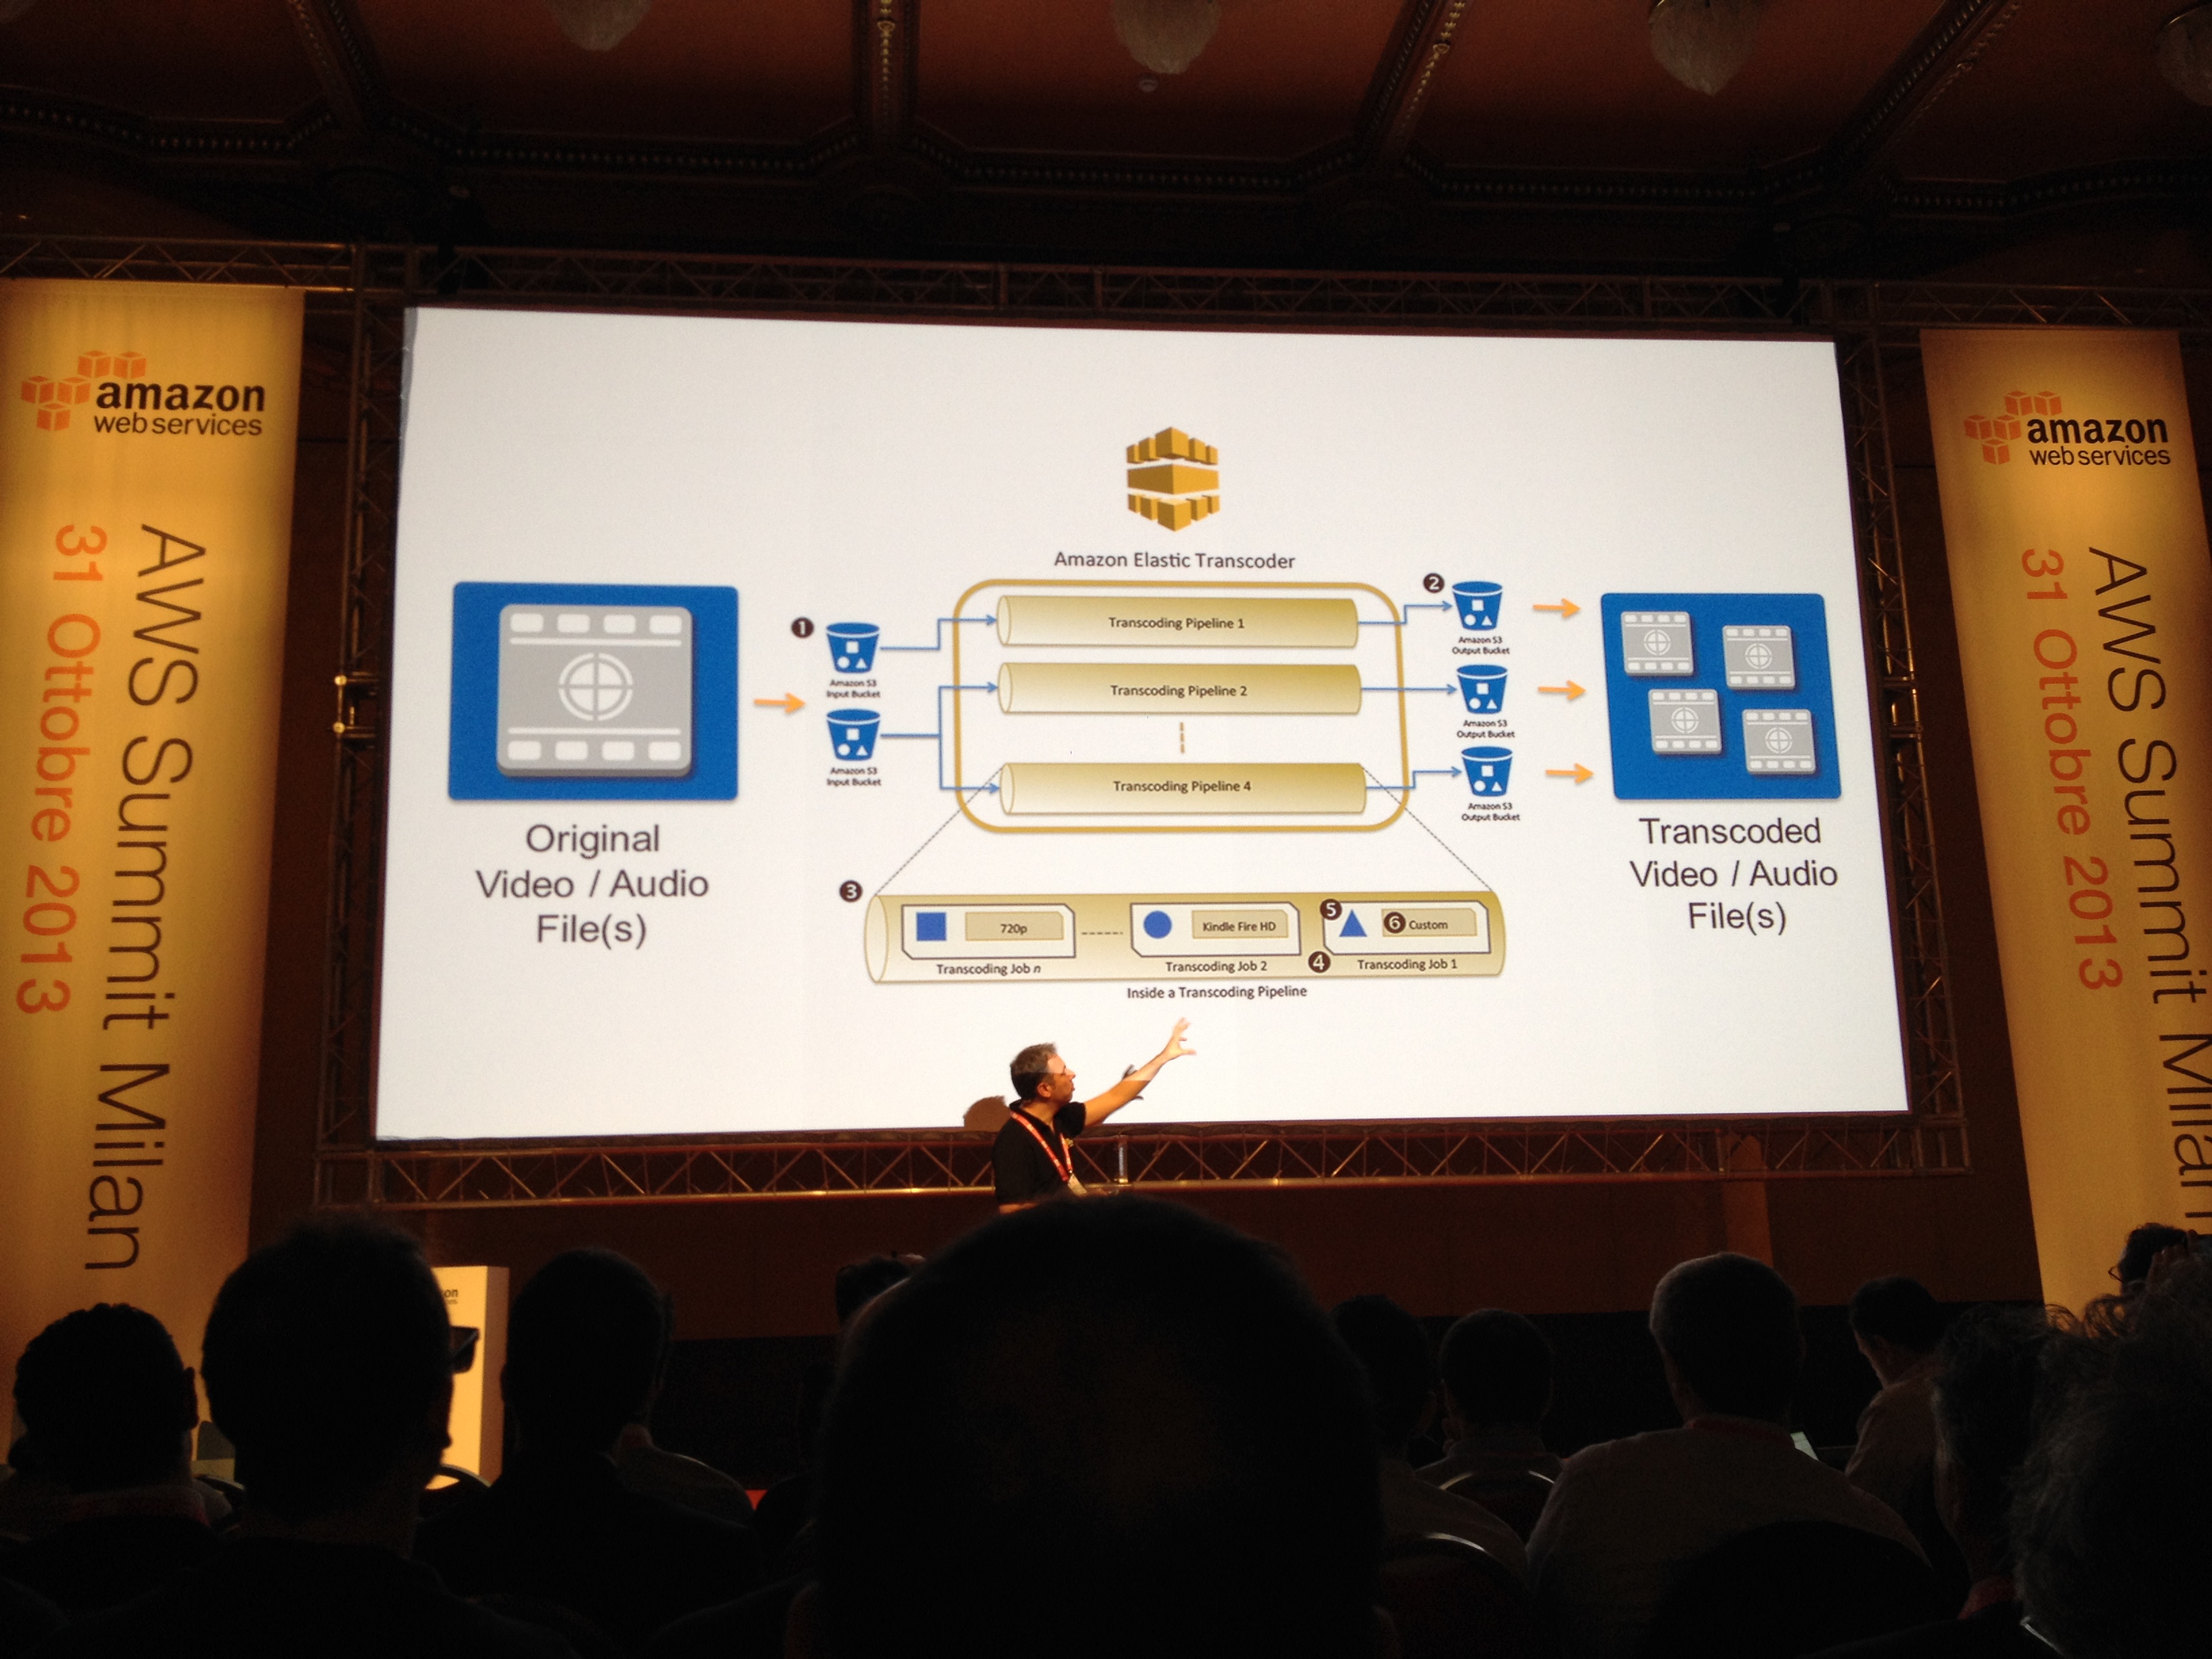 amazon
web services
AWS Summit Milan
31 Ottobre 2013
Amazon Elastic Transcoder
1
Amazon S3
Input Bucket
Amazon S3
Input Bucket
Transcoding Pipeline 1
Transcoding Pipeline 2
Transcoding Pipeline 4
2
Amazon S3
Output Bucket
Amazon S3
Output Bucket
Amazon S3
Output Bucket
Original
Video / Audio
File(s)
Transcoded
Video / Audio
File(s)
3
720p
Transcoding Job n
Kindle Fire HD
Transcoding Job 2
5
6 Custom
4
Transcoding Job 1
Inside a Transcoding Pipeline
amazon
web services
AWS Summit Milan
31 Ottobre 2013